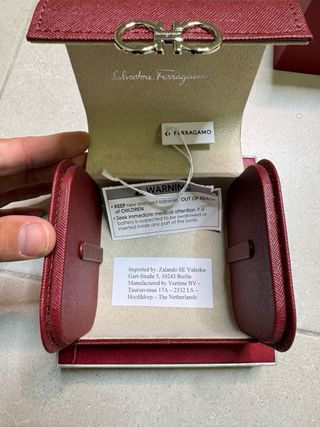 Ferragamo
Salvatore Ferragamo
FERRAGAMO
WARNING
• KEEP new and used batteries OUT OF REACH
of CHILDREN
• Seek immediate medical attention if a
battery is suspected to be swallowed or
inserted inside any part of the body
Imported by: Zalando SE Valeska-
Gert-Straße 5, 10243 Berlin
Manufactured by Vertime BV -
Tauriavenue 17A – 2132 LS –
Hoofddorp – The Netherlands